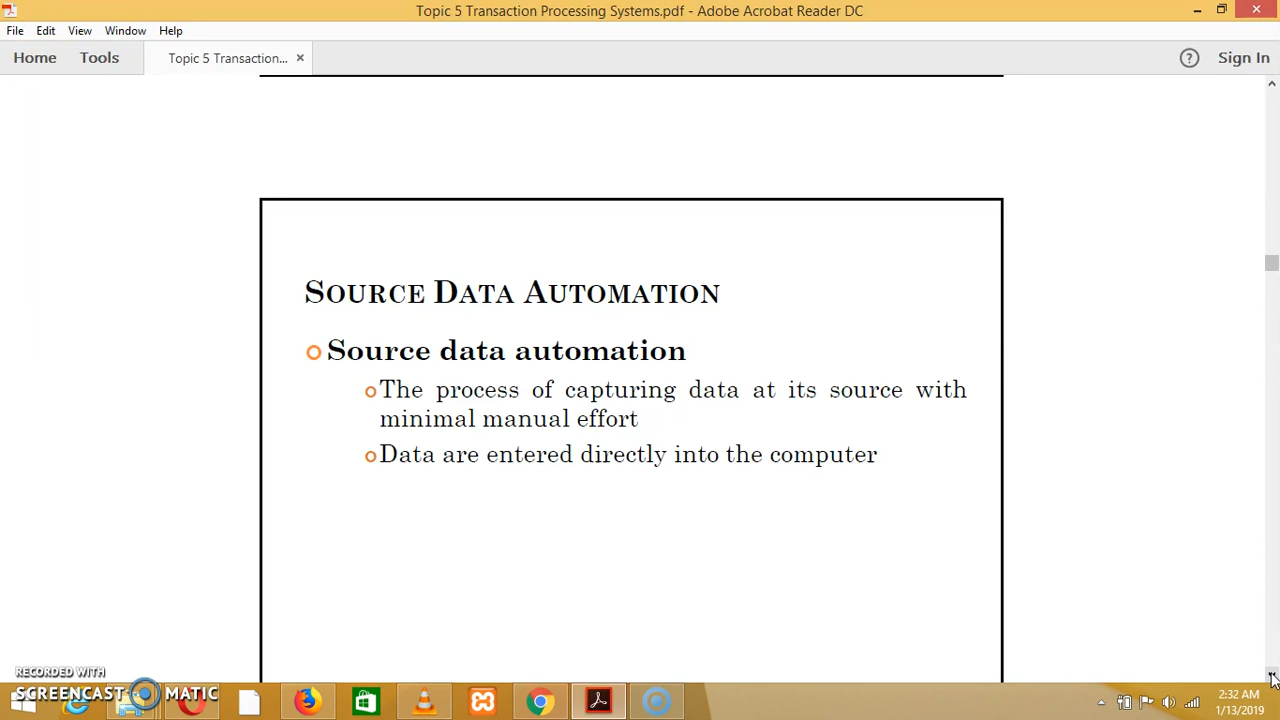 Topic 5 Transaction Processing Systems.pdf - Adobe Acrobat Reader DC
File Edit View Window Help
Home Tools Topic 5 Transaction... × ? Sign In
SOURCE DATA AUTOMATION
Source data automation
The process of capturing data at its source with
minimal manual effort
Data are entered directly into the computer
RECORDED WITH
SCREENCAST MATIC
2:32 AM
1/13/2019